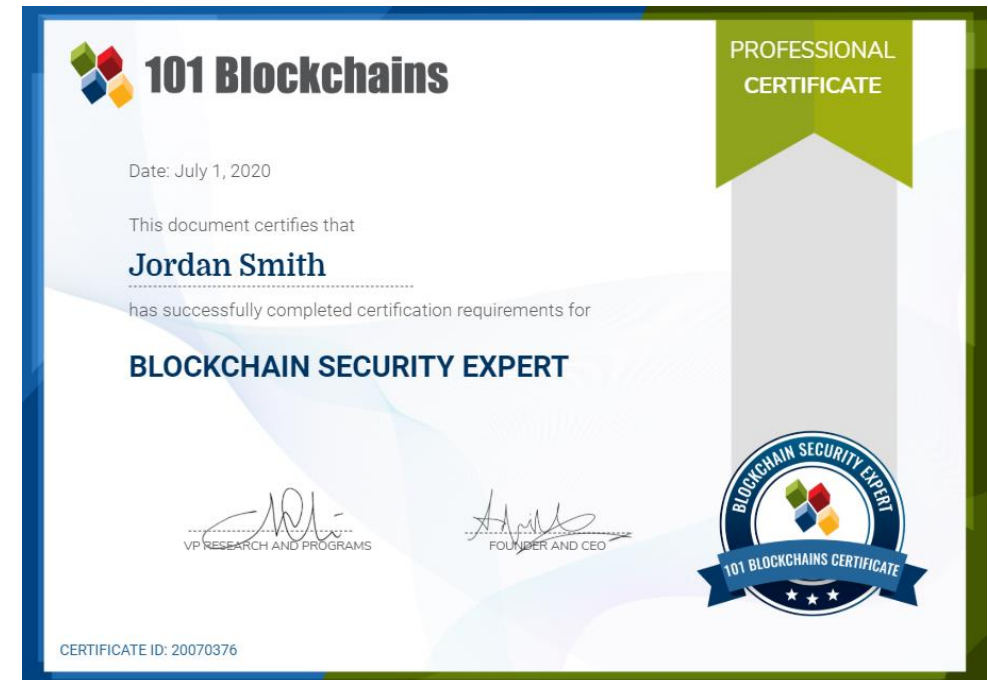 101 Blockchains
PROFESSIONAL
CERTIFICATE
Date: July 1, 2020
This document certifies that
Jordan Smith
has successfully completed certification requirements for
BLOCKCHAIN SECURITY EXPERT
VP RESEARCH AND PROGRAMS
FOUNDER AND CEO
BLOCKCHAIN SECURITY EXPERT
101 BLOCKCHAINS CERTIFICATE
CERTIFICATE ID: 20070376